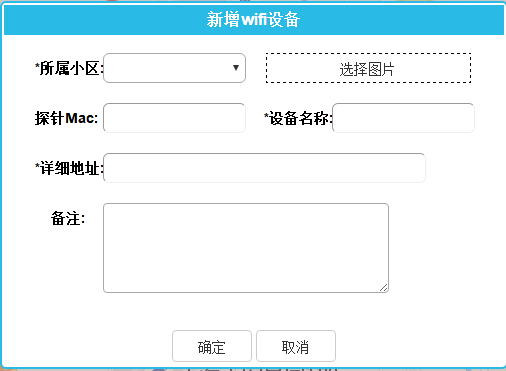 新增wifi设备
*所属小区: 选择图片
探针Mac: *设备名称:
*详细地址:
备注:
确定 取消